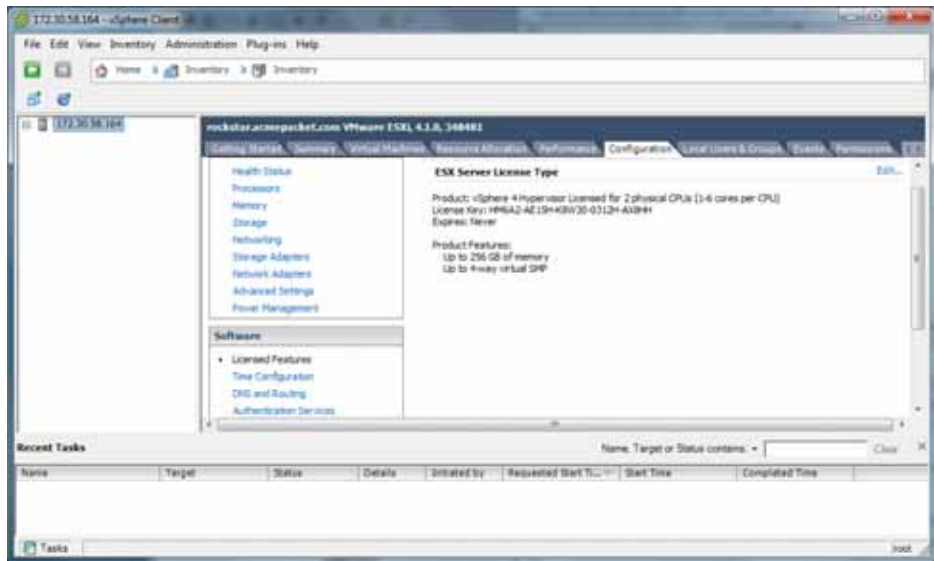 172.30.58.164 - vSphere Client
File Edit View Inventory Administration Plug-ins Help
Home Inventory Inventory
172.30.58.164
rockstar.acmepacket.com VMware ESXi, 4.1.0, 348481
Getting Started Summary Virtual Machines Resource Allocation Performance Configuration Local Users & Groups Events Permissions
Health Status
Processors
Memory
Storage
Networking
Storage Adapters
Network Adapters
Advanced Settings
Power Management
Software
Licensed Features
Time Configuration
DNS and Routing
Authentication Services
ESX Server License Type
Edit...
Product: vSphere 4 Hypervisor Licensed for 2 physical CPUs (1-6 cores per CPU)
License Key:
Expires: Never
Product Features:
Up to 256 GB of memory
Up to 4-way virtual SMP
Recent Tasks
Name, Target or Status contains:
Clear
Name Target Status Details Initiated by Requested Start Ti... Start Time Completed Time
Tasks
root